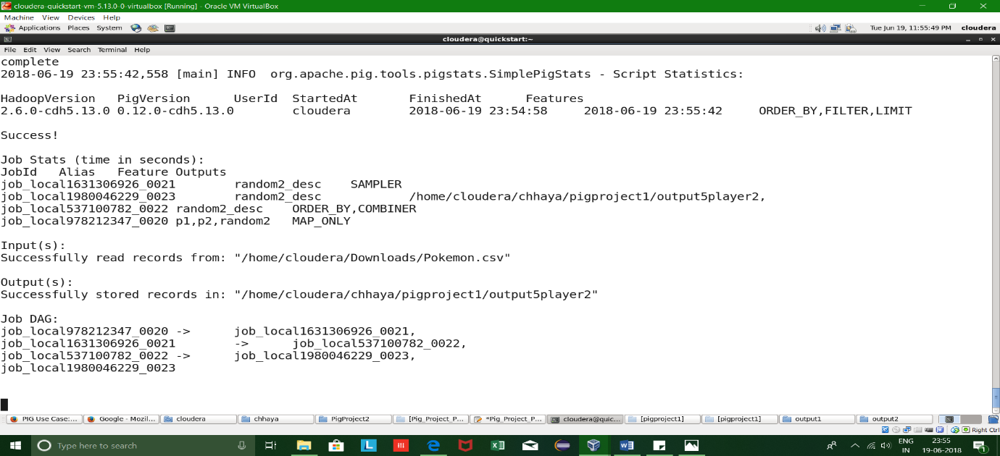 cloudera-quickstart-vm-5.13.0-0-virtualbox [Running] - Oracle VM VirtualBox
Machine View Devices Help
Applications Places System Tue Jun 19, 11:55:49 PM cloudera
cloudera@quickstart:~
File Edit View Search Terminal Help
complete
2018-06-19 23:55:42,558 [main] INFO  org.apache.pig.tools.pigstats.SimplePigStats - Script Statistics:
HadoopVersion PigVersion UserId StartedAt FinishedAt Features
2.6.0-cdh5.13.0 0.12.0-cdh5.13.0 cloudera 2018-06-19 23:54:58 2018-06-19 23:55:42 ORDER_BY,FILTER,LIMIT
Success!
Job Stats (time in seconds):
JobId Alias Feature Outputs
job_local1631306926_0021 random2_desc SAMPLER
job_local1980046229_0023 random2_desc /home/cloudera/chhaya/pigproject1/output5player2,
job_local537100782_0022 random2_desc ORDER_BY,COMBINER
job_local978212347_0020 p1,p2,random2 MAP_ONLY
Input(s):
Successfully read records from: "/home/cloudera/Downloads/Pokemon.csv"
Output(s):
Successfully stored records in: "/home/cloudera/chhaya/pigproject1/output5player2"
Job DAG:
job_local978212347_0020 -> job_local1631306926_0021,
job_local1631306926_0021 -> job_local537100782_0022,
job_local537100782_0022 -> job_local1980046229_0023,
job_local1980046229_0023
PIG Use Case:... Google - Mozil... cloudera chhaya PigProject2 [Pig_Project_P... *Pig_Project_P... cloudera@quic... [pigproject1] [pigproject1] output1 output2
Right Ctrl
Type here to search
ENG 23:55
IN 19-06-2018 1